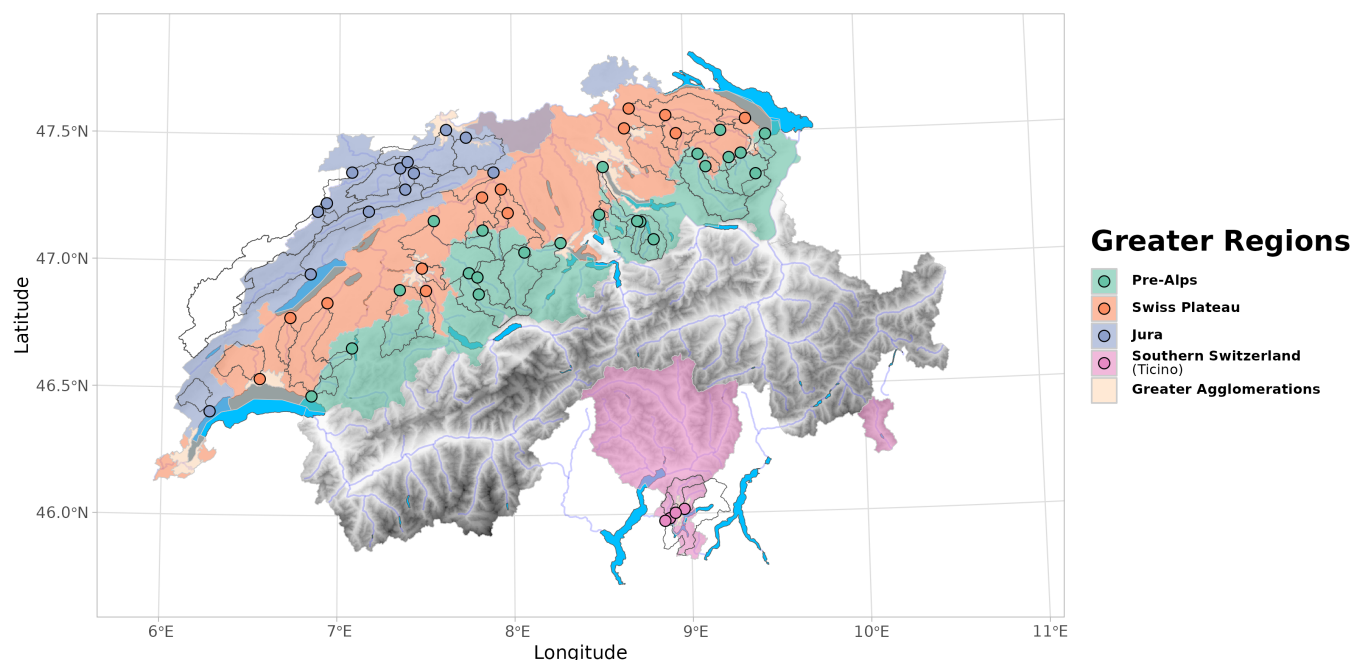 47.5°N
47.0°N
46.5°N
46.0°N
Latitude
6°E
7°E
8°E
9°E
10°E
11°E
Longitude
Greater Regions
Pre-Alps
Swiss Plateau
Jura
Southern Switzerland
(Ticino)
Greater Agglomerations